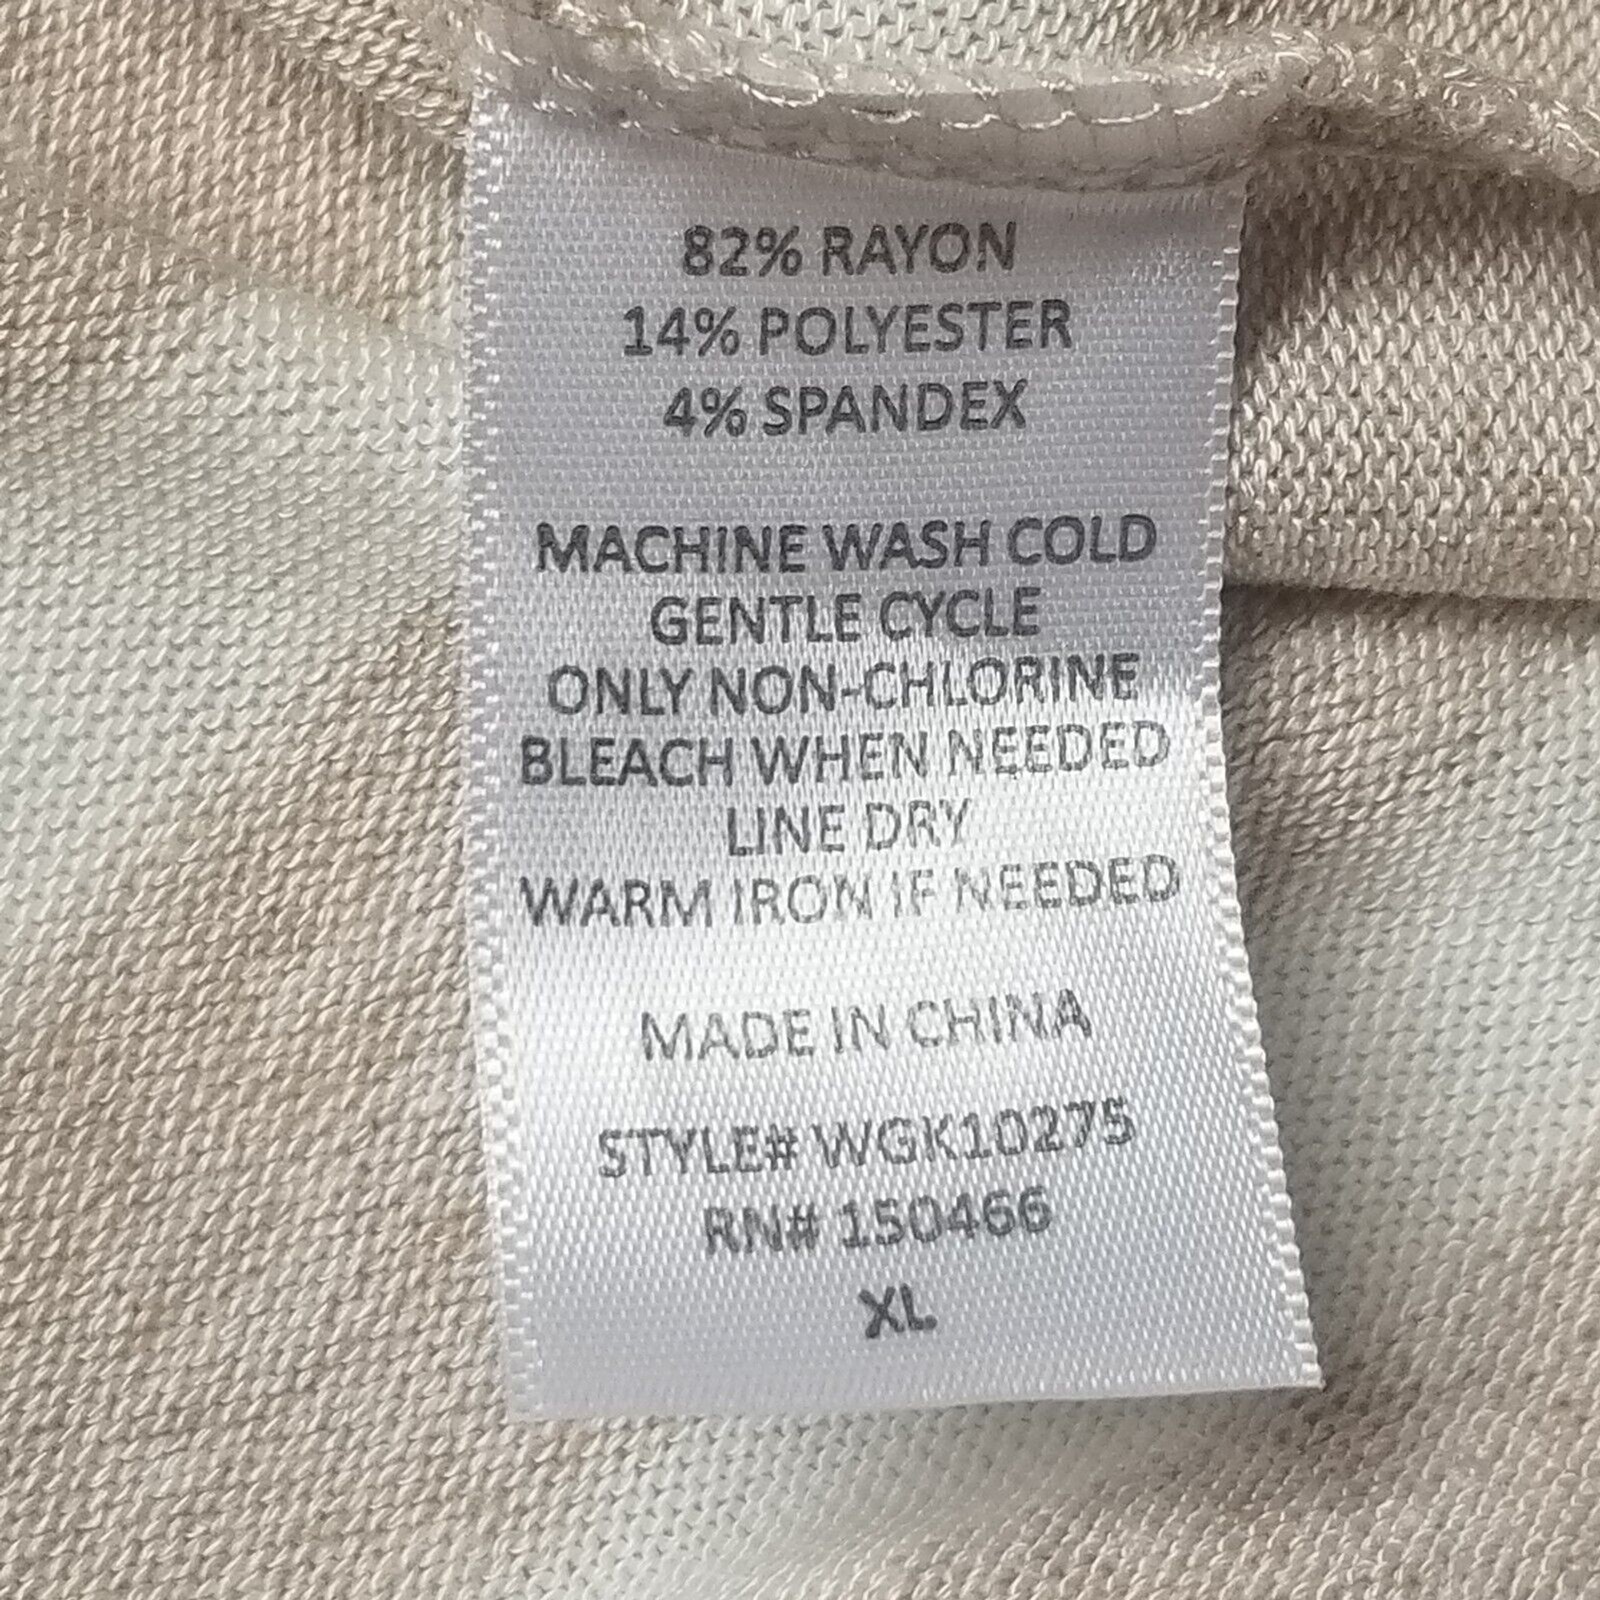 82% RAYON
14% POLYESTER
4% SPANDEX
MACHINE WASH COLD
GENTLE CYCLE
ONLY NON-CHLORINE
BLEACH WHEN NEEDED
LINE DRY
WARM IRON IF NEEDED
MADE IN CHINA
STYLE# WGK10275
RN# 150466
XL